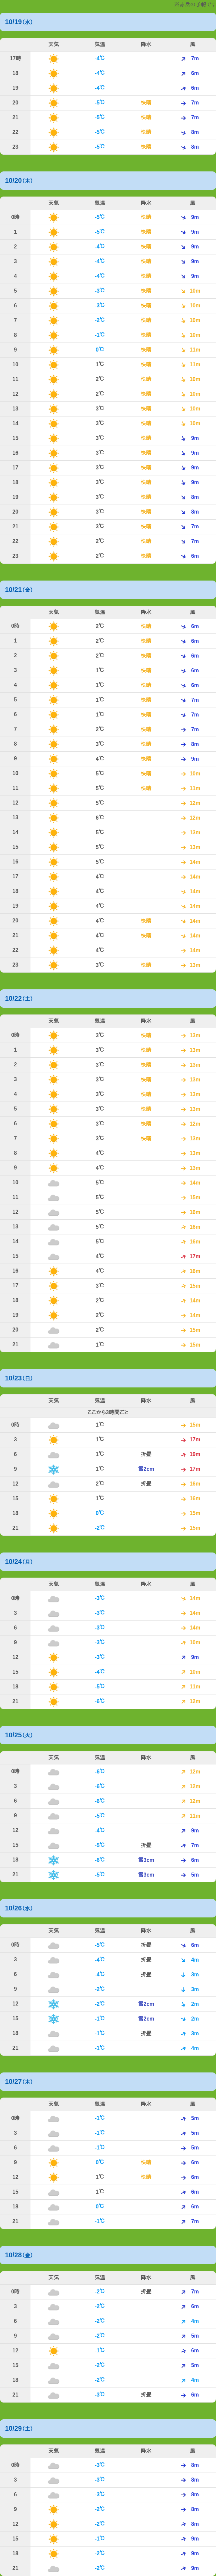 ※各山の予報です
10/19(水)
天気 気温 降水 風
17時 -4℃ 7m
18 -4℃ 6m
19 -4℃ 6m
20 -5℃ 快晴 7m
21 -5℃ 快晴 7m
22 -5℃ 快晴 8m
23 -5℃ 快晴 8m
10/20(木)
天気 気温 降水 風
0時 -5℃ 快晴 9m
1 -5℃ 快晴 9m
2 -4℃ 快晴 9m
3 -4℃ 快晴 9m
4 -4℃ 快晴 9m
5 -3℃ 快晴 10m
6 -3℃ 快晴 10m
7 -2℃ 快晴 10m
8 -1℃ 快晴 10m
9 0℃ 快晴 11m
10 1℃ 快晴 11m
11 2℃ 快晴 10m
12 2℃ 快晴 10m
13 3℃ 快晴 10m
14 3℃ 快晴 10m
15 3℃ 快晴 9m
16 3℃ 快晴 9m
17 3℃ 快晴 9m
18 3℃ 快晴 9m
19 3℃ 快晴 8m
20 3℃ 快晴 8m
21 3℃ 快晴 7m
22 2℃ 快晴 7m
23 2℃ 快晴 6m
10/21(金)
天気 気温 降水 風
0時 2℃ 快晴 6m
1 2℃ 快晴 6m
2 2℃ 快晴 6m
3 1℃ 快晴 6m
4 1℃ 快晴 6m
5 1℃ 快晴 7m
6 1℃ 快晴 7m
7 2℃ 快晴 7m
8 3℃ 快晴 8m
9 4℃ 快晴 9m
10 5℃ 快晴 10m
11 5℃ 快晴 11m
12 5℃ 12m
13 6℃ 12m
14 5℃ 13m
15 5℃ 13m
16 5℃ 14m
17 4℃ 14m
18 4℃ 14m
19 4℃ 14m
20 4℃ 快晴 14m
21 4℃ 快晴 14m
22 4℃ 14m
23 3℃ 快晴 13m
10/22(土)
天気 気温 降水 風
0時 3℃ 快晴 13m
1 3℃ 快晴 13m
2 3℃ 快晴 13m
3 3℃ 快晴 13m
4 3℃ 快晴 13m
5 3℃ 快晴 13m
6 3℃ 快晴 12m
7 3℃ 快晴 13m
8 4℃ 13m
9 4℃ 13m
10 5℃ 14m
11 5℃ 15m
12 5℃ 16m
13 5℃ 16m
14 5℃ 16m
15 4℃ 17m
16 4℃ 15m
17 3℃ 15m
18 2℃ 14m
19 2℃ 14m
20 2℃ 15m
21 1℃ 15m
10/23(日)
天気 気温 降水 風
ここから3時間ごと
0時 1℃ 15m
3 1℃ 17m
6 1℃ 折曇 19m
9 1℃ 雪2cm 17m
12 2℃ 折曇 16m
15 1℃ 16m
18 0℃ 15m
21 -2℃ 15m
10/24(月)
天気 気温 降水 風
0時 -3℃ 14m
3 -3℃ 14m
6 -3℃ 14m
9 -3℃ 10m
12 -3℃ 9m
15 -4℃ 10m
18 -5℃ 11m
21 -6℃ 12m
10/25(火)
天気 気温 降水 風
0時 -6℃ 12m
3 -6℃ 12m
6 -6℃ 12m
9 -5℃ 11m
12 -4℃ 9m
15 -5℃ 折曇 7m
18 -6℃ 雪3cm 6m
21 -5℃ 雪3cm 5m
10/26(水)
天気 気温 降水 風
0時 -5℃ 折曇 6m
3 -4℃ 折曇 4m
6 -4℃ 折曇 3m
9 -2℃ 3m
12 -2℃ 雪2cm 2m
15 -1℃ 雪2cm 2m
18 -1℃ 折曇 3m
21 -1℃ 4m
10/27(木)
天気 気温 降水 風
0時 -1℃ 5m
3 -1℃ 5m
6 -1℃ 5m
9 0℃ 快晴 6m
12 1℃ 快晴 6m
15 1℃ 6m
18 0℃ 6m
21 -1℃ 7m
10/28(金)
天気 気温 降水 風
0時 -2℃ 折曇 7m
3 -2℃ 6m
6 -2℃ 4m
9 -2℃ 5m
12 -1℃ 6m
15 -2℃ 5m
18 -2℃ 4m
21 -3℃ 折曇 6m
10/29(土)
天気 気温 降水 風
0時 -3℃ 8m
3 -3℃ 8m
6 -3℃ 8m
9 -2℃ 8m
12 -2℃ 8m
15 -1℃ 9m
18 -2℃ 9m
21 -2℃ 9m